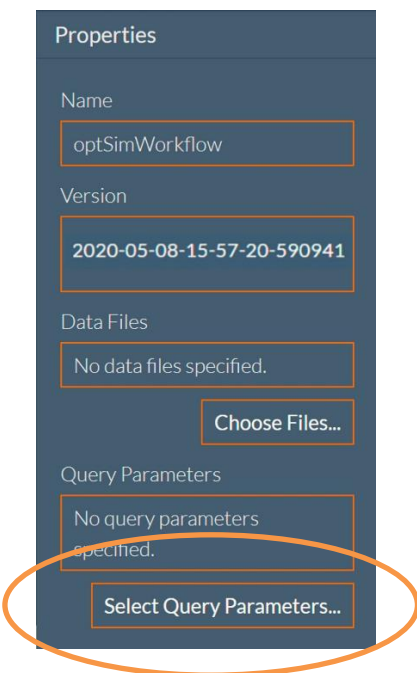 Properties
Name
optSimWorkflow
Version
2020-05-08-15-57-20-590941
Data Files
No data files specified.
Choose Files...
Query Parameters
No query parameters
specified.
Select Query Parameters...